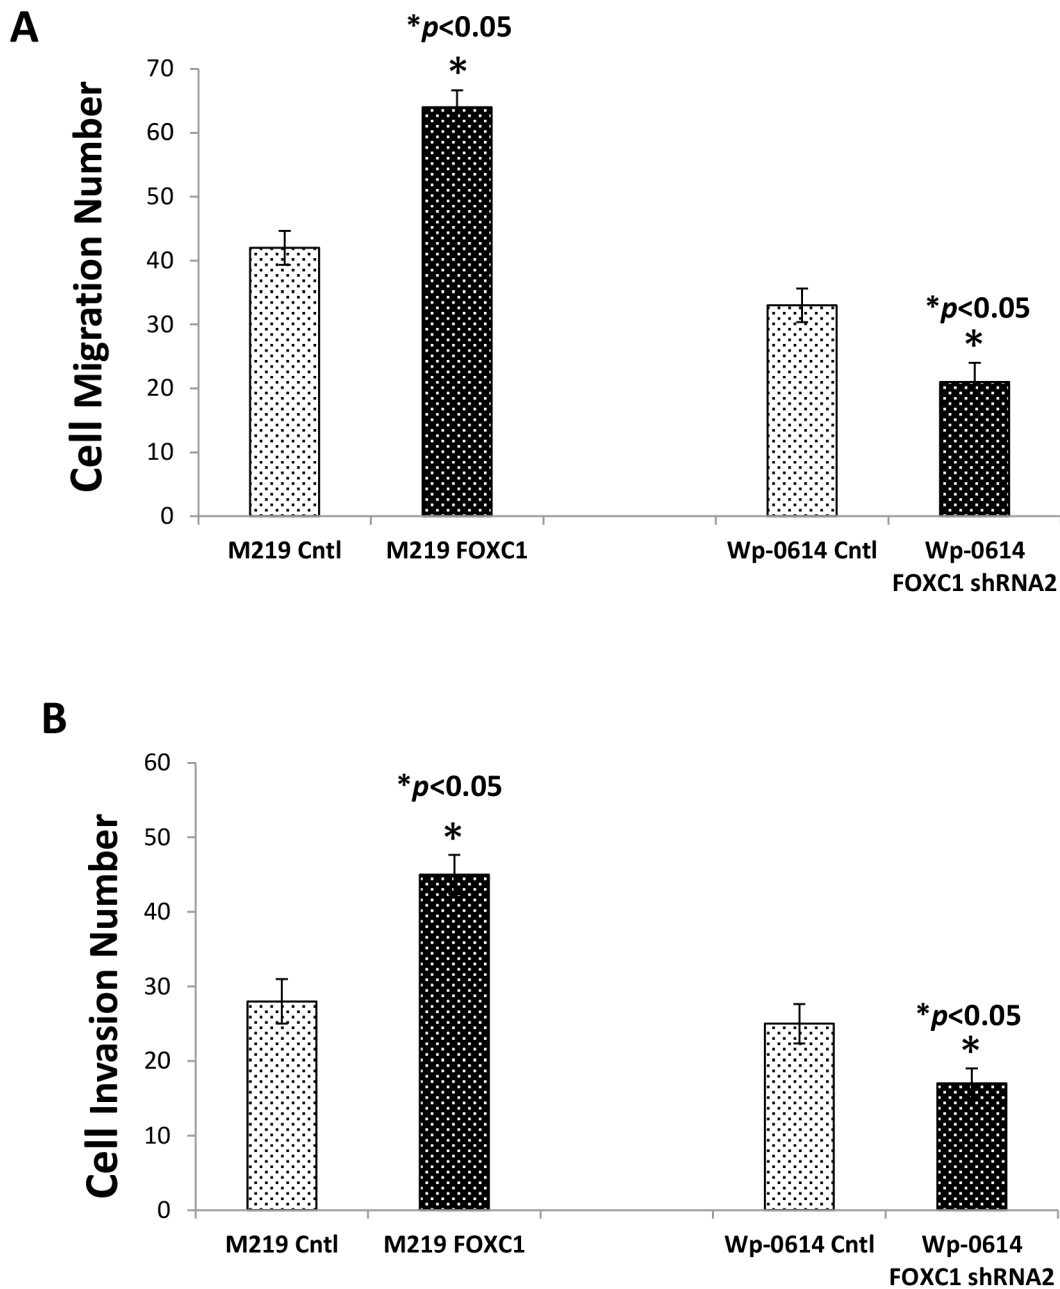 A
*p<0.05
*
70
60
50
40
30
20
10
0
Cell Migration Number
*p<0.05
*
M219 Cntl
M219 FOXC1
Wp-0614 Cntl
Wp-0614
FOXC1 shRNA2
B
60
50
40
30
20
10
0
Cell Invasion Number
*p<0.05
*
*p<0.05
*
M219 Cntl
M219 FOXC1
Wp-0614 Cntl
Wp-0614
FOXC1 shRNA2